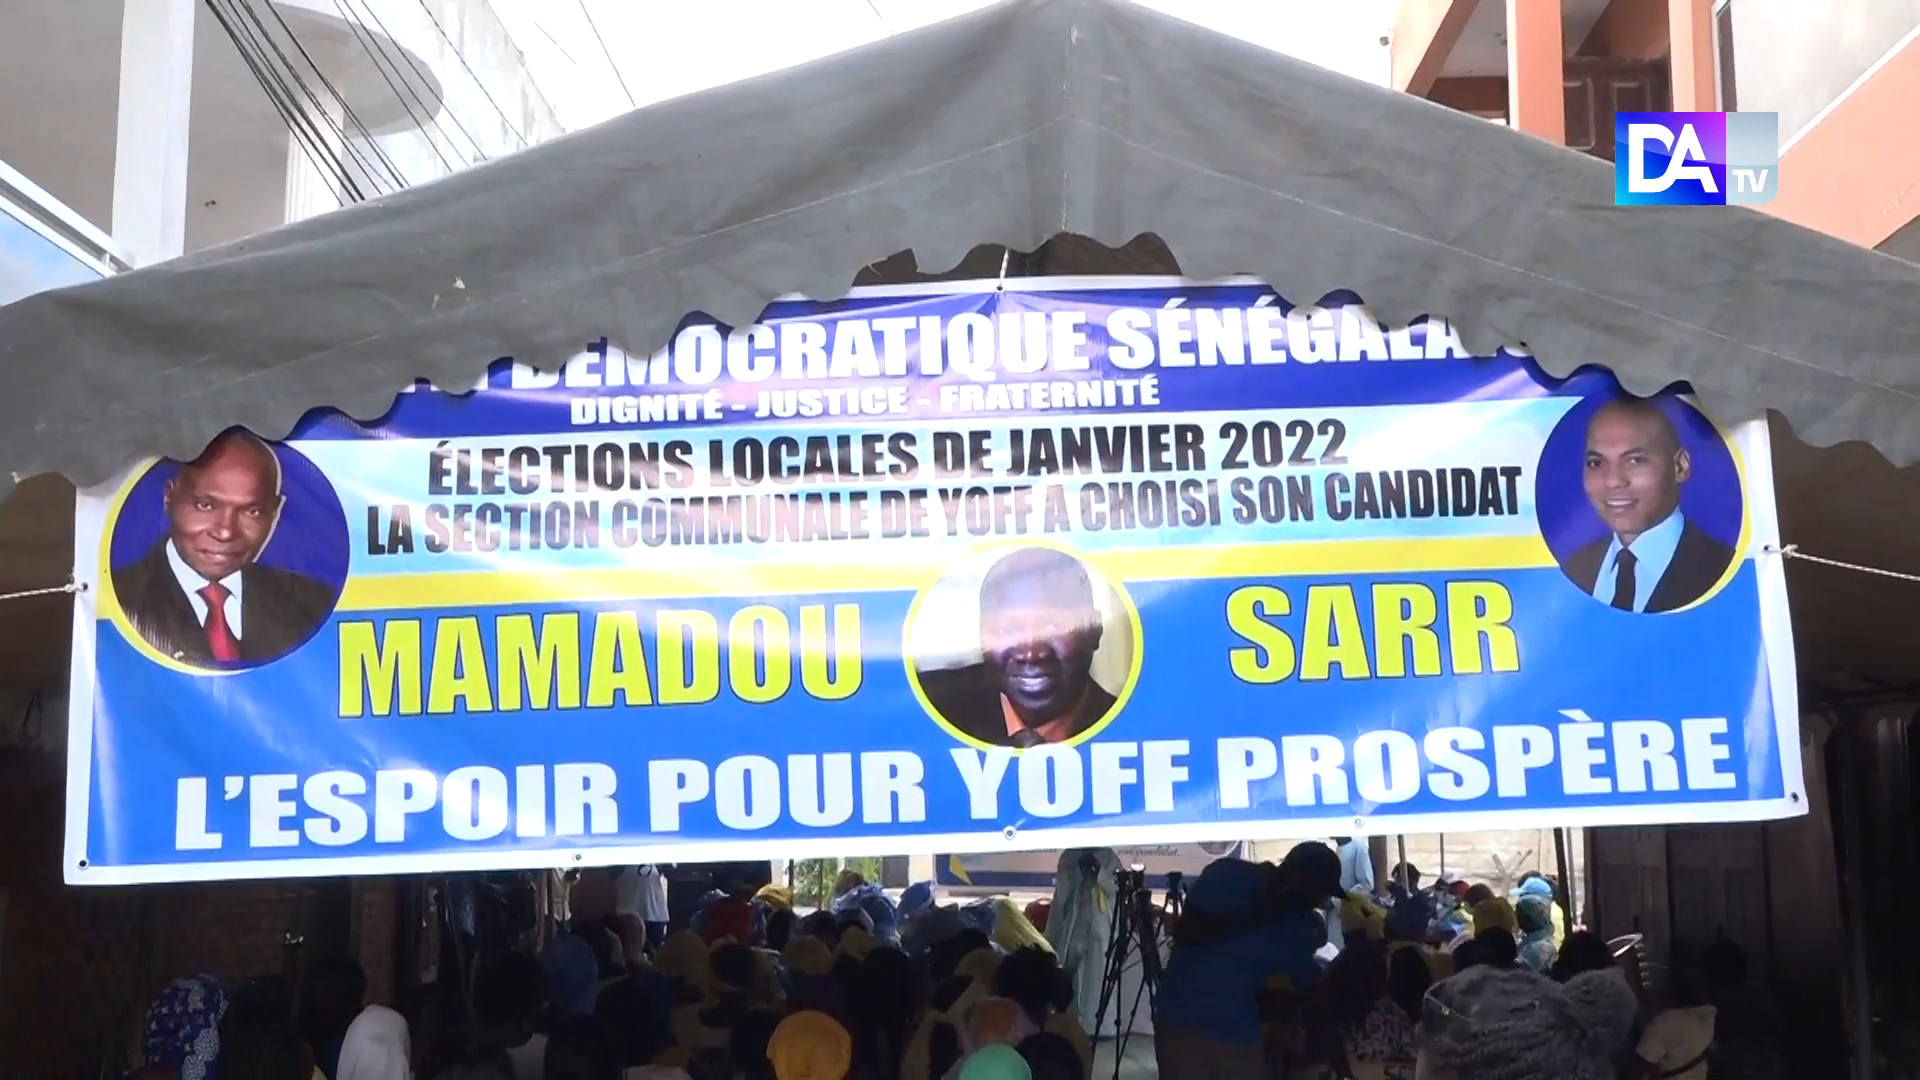 DA TV
DÉMOCRATIQUE SÉNÉGALAIS
DIGNITÉ - JUSTICE - FRATERNITÉ
ÉLECTIONS LOCALES DE JANVIER 2022
LA SECTION COMMUNALE DE YOFF A CHOISI SON CANDIDAT
MAMADOU SARR
L'ESPOIR POUR YOFF PROSPÈRE
candidat.